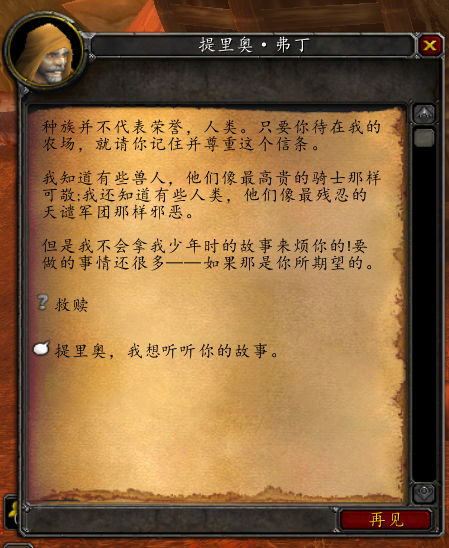 提里奥·弗丁
种族并不代表荣誉，人类。只要你待在我的
农场，就请你记住并尊重这个信条。
我知道有些兽人，他们像最高贵的骑士那样
可敬:我还知道有些人类，他们像最残忍的
天谴军团那样邪恶。
但是我不会拿我少年时的故事来烦你的!要
做的事情还很多——如果那是你所期望的。
? 救赎
提里奥，我想听听你的故事。
再见